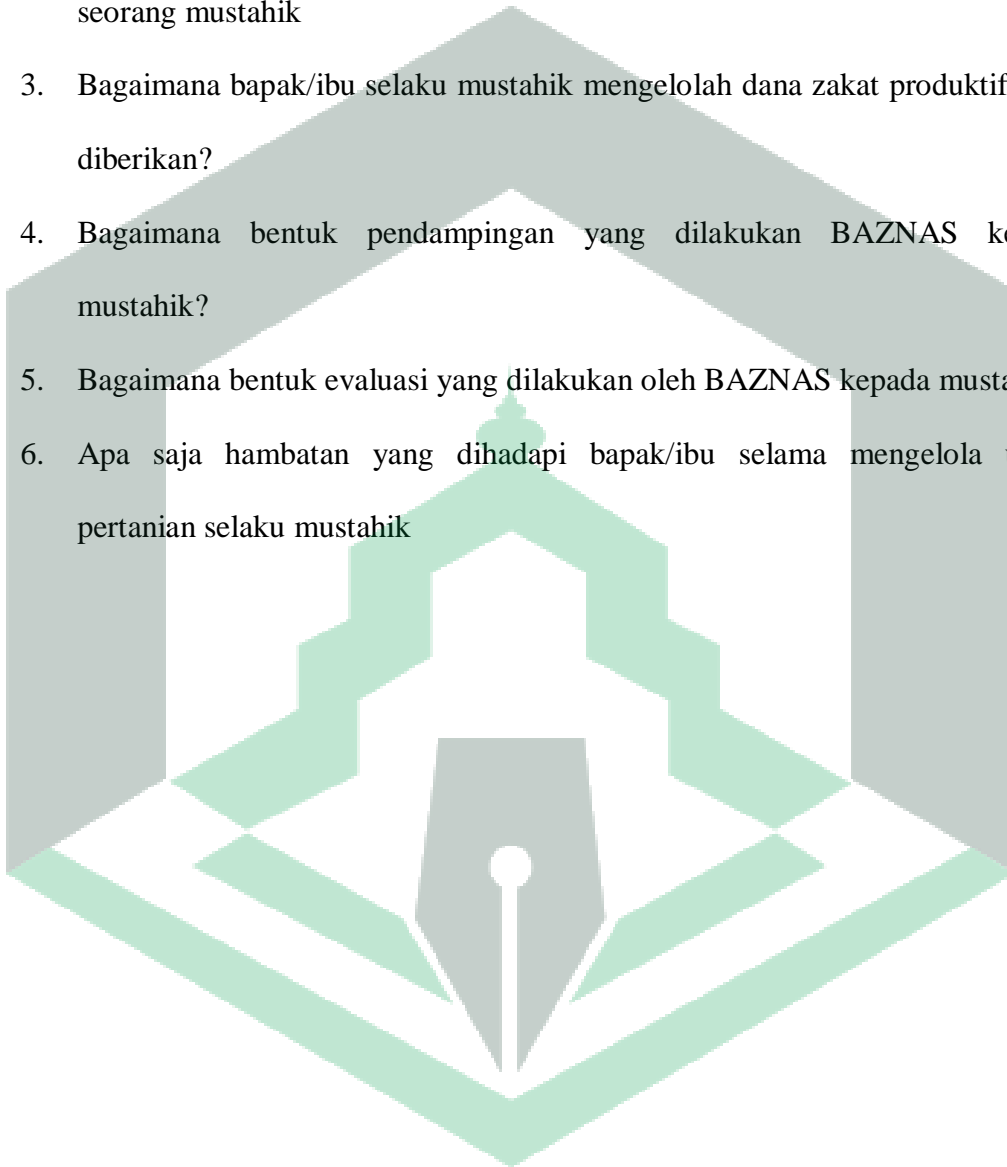 seorang mustahik
3. Bagaimana bapak/ibu selaku mustahik mengelolah dana zakat produktif
diberikan?
4. Bagaimana bentuk pendampingan yang dilakukan BAZNAS
mustahik?
5. Bagaimana bentuk evaluasi yang dilakukan oleh BAZNAS kepada
6. Apa saja hambatan yang dihadapi bapak/ibu selama mengelola
pertanian selaku mustahik